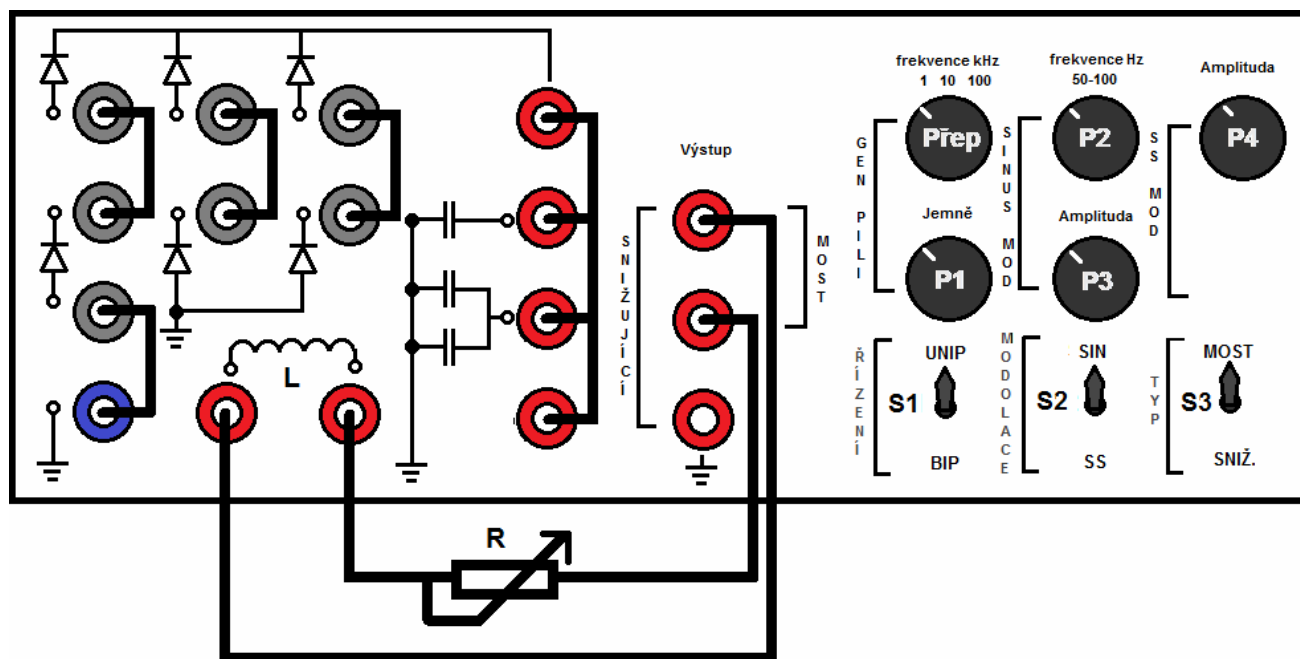 frekvence kHz
1 10 100
frekvence Hz
50-100
Amplituda
Přep
P2
P4
GEN PILI
SINUS MOD
SS MOD
Výstup
Jemně
Amplituda
P1
P3
SNIŽUJÍCÍ
MOST
L
ŘÍZENÍ
UNIP
S1
BIP
MODOLACE
SIN
S2
SS
TYP
MOST
S3
SNIŽ.
R